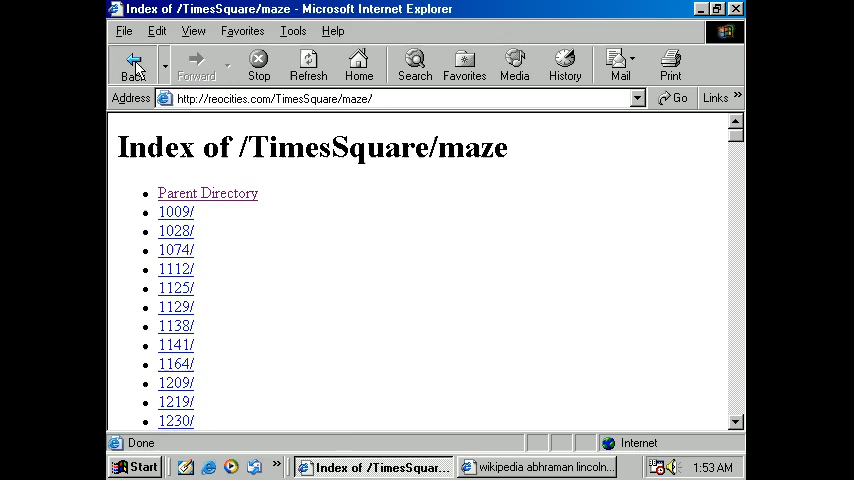 Index of /TimesSquare/maze - Microsoft Internet Explorer
File Edit View Favorites Tools Help
Back Forward Stop Refresh Home Search Favorites Media History Mail Print
Address http://reocities.com/TimesSquare/maze/ Go Links »
Index of /TimesSquare/maze
Parent Directory
1009/
1028/
1074/
1112/
1125/
1129/
1138/
1141/
1164/
1209/
1219/
1230/
Done Internet
Start » Index of /TimesSquar... wikipedia abhraman lincoln... 1:53 AM